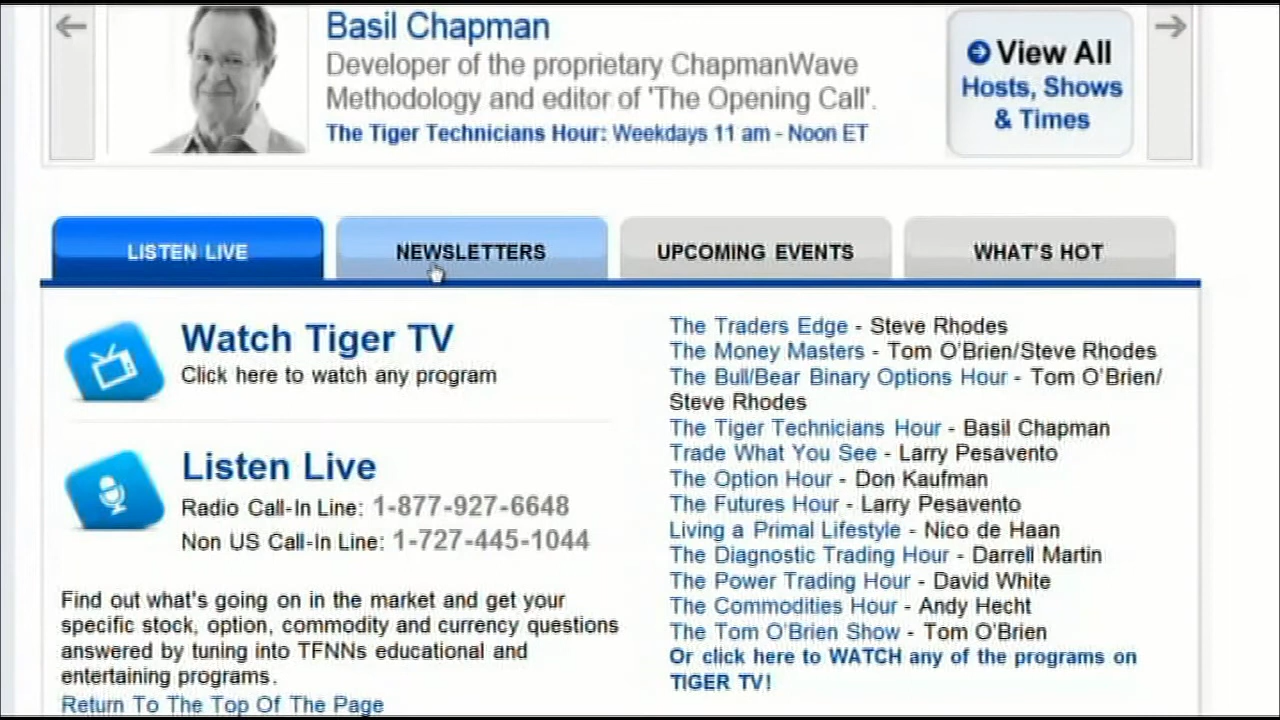 Basil Chapman
Developer of the proprietary ChapmanWave
Methodology and editor of 'The Opening Call'.
The Tiger Technicians Hour: Weekdays 11 am - Noon ET
View All
Hosts, Shows
& Times
LISTEN LIVE
NEWSLETTERS
UPCOMING EVENTS
WHAT'S HOT
Watch Tiger TV
Click here to watch any program
Listen Live
Radio Call-In Line: 1-877-927-6648
Non US Call-In Line: 1-727-445-1044
Find out what's going on in the market and get your
specific stock, option, commodity and currency questions
answered by tuning into TFNNs educational and
entertaining programs.
Return To The Top Of The Page
The Traders Edge - Steve Rhodes
The Money Masters - Tom O'Brien/Steve Rhodes
The Bull/Bear Binary Options Hour - Tom O'Brien/
Steve Rhodes
The Tiger Technicians Hour - Basil Chapman
Trade What You See - Larry Pesavento
The Option Hour - Don Kaufman
The Futures Hour - Larry Pesavento
Living a Primal Lifestyle - Nico de Haan
The Diagnostic Trading Hour - Darrell Martin
The Power Trading Hour - David White
The Commodities Hour - Andy Hecht
The Tom O'Brien Show - Tom O'Brien
Or click here to WATCH any of the programs on
TIGER TV!